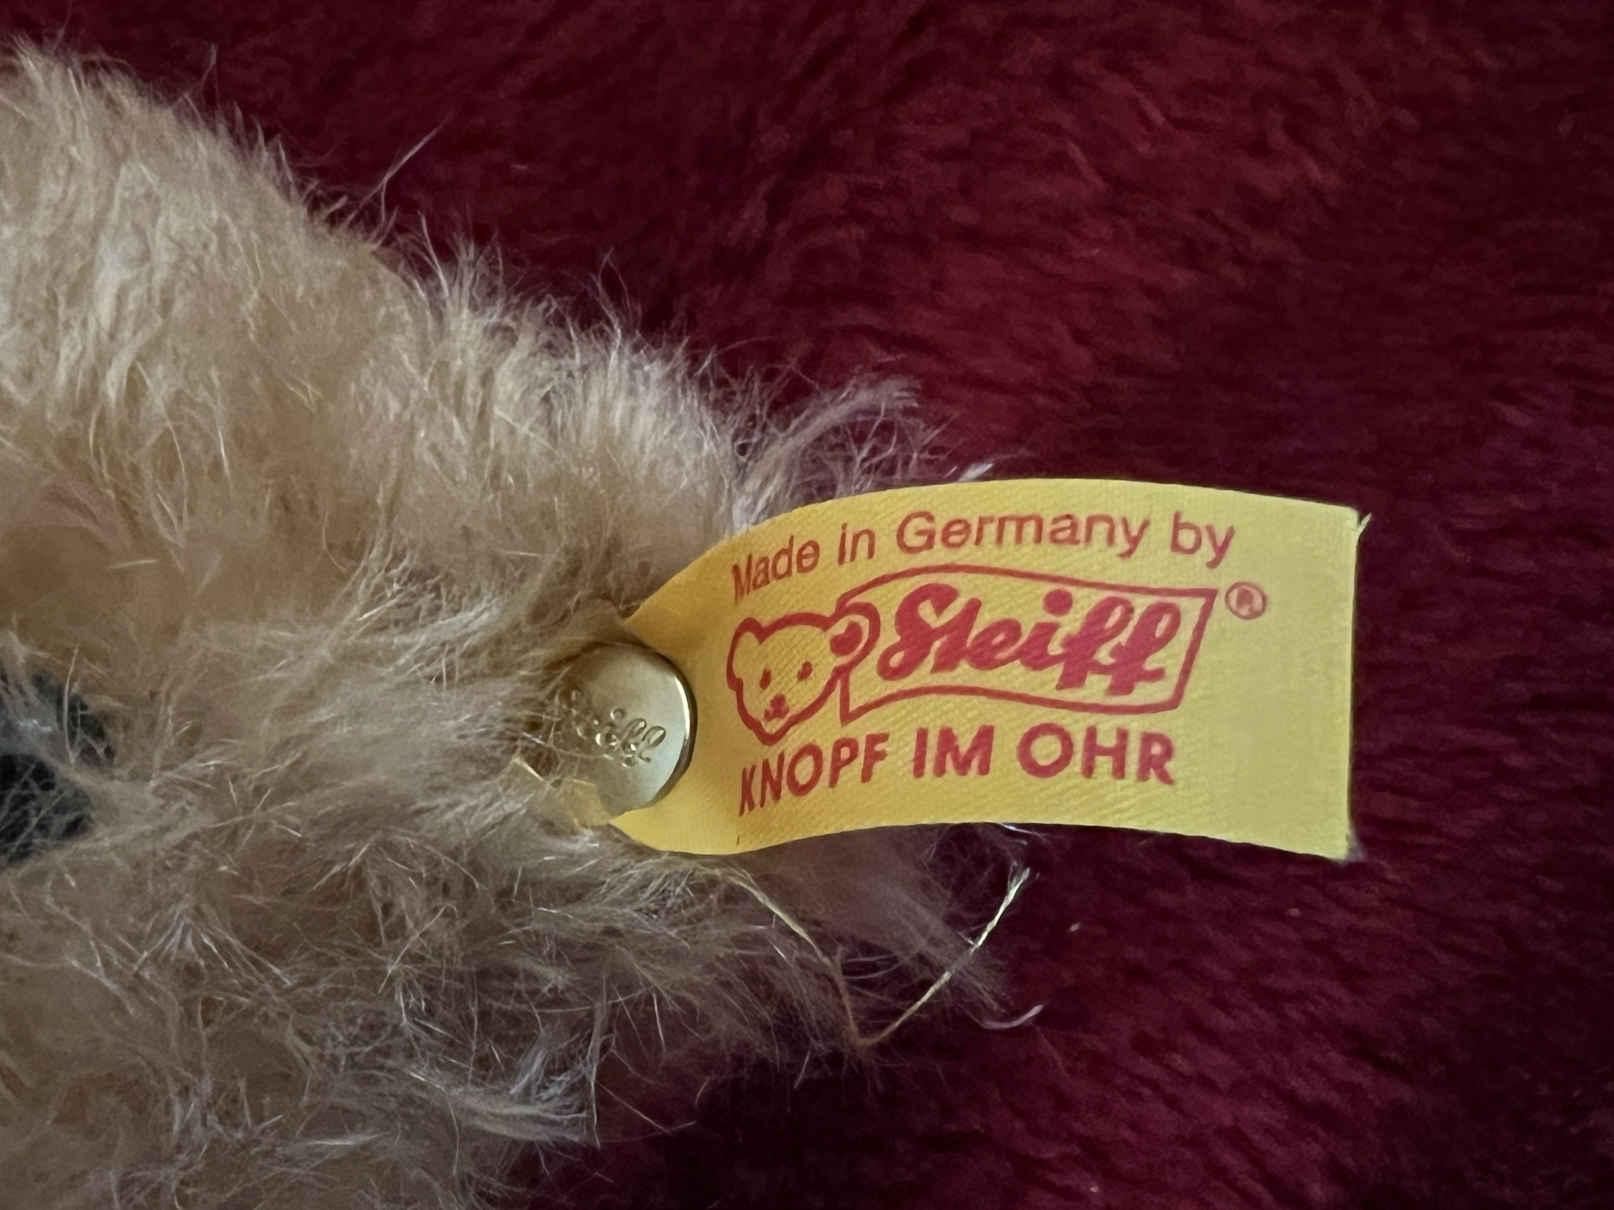 Made in Germany by
Steiff®
KNOPF IM OHR
Steiff